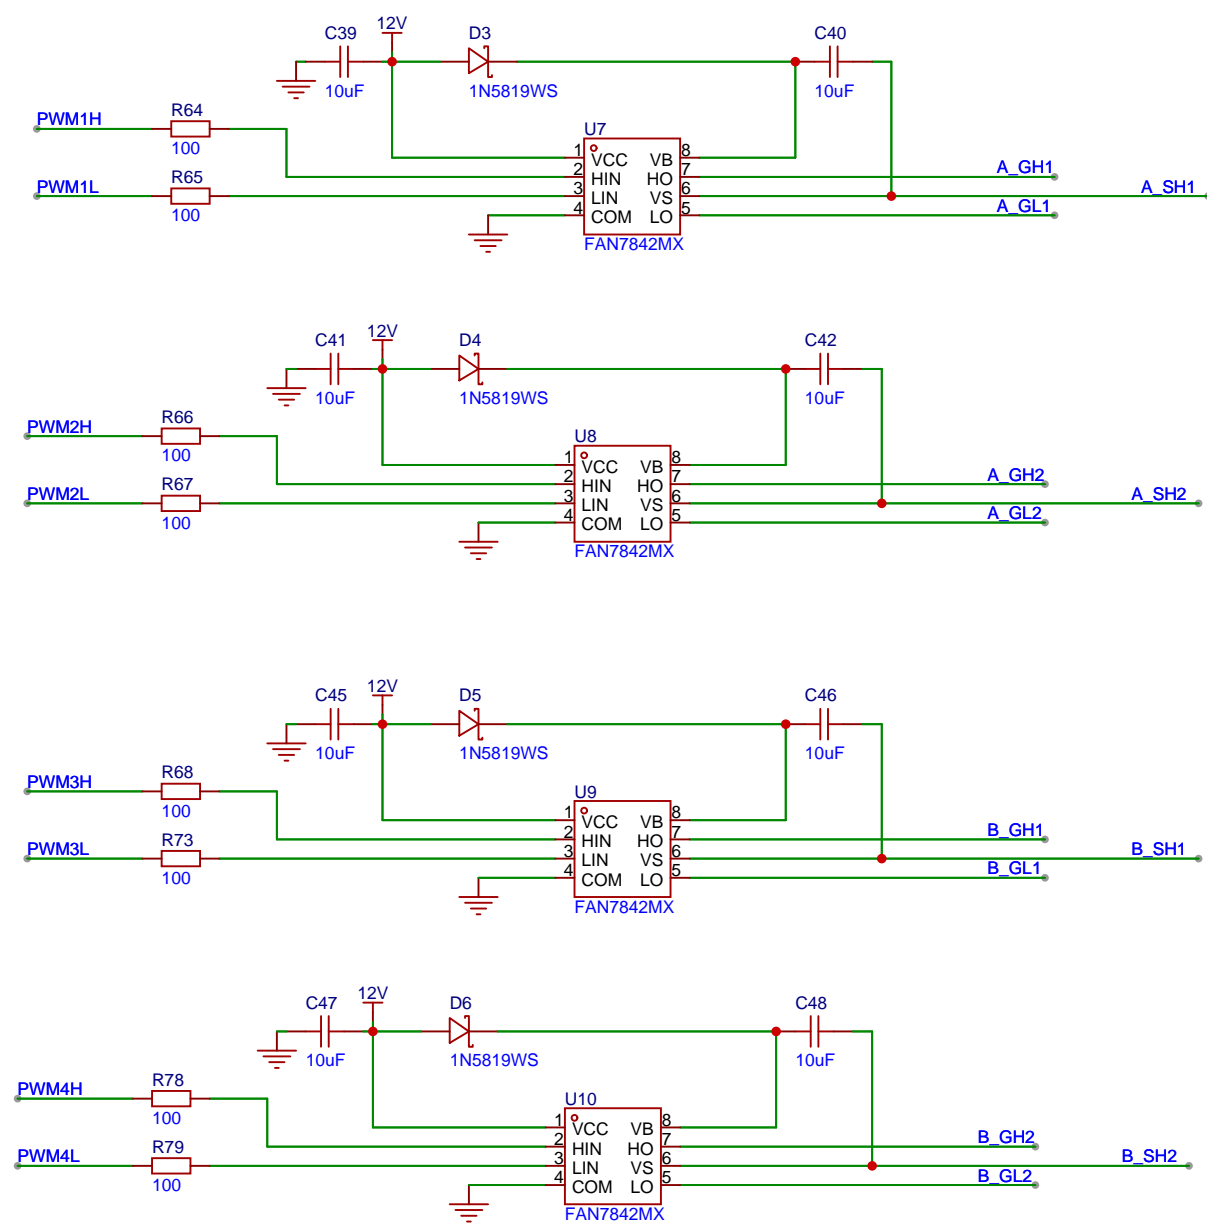 12V
C39
D3
C40
10uF
1N5819WS
10uF
PWM1H
R64
100
U7
1
VCC
VB
8
2
HIN
HO
7
A_GH1
PWM1L
R65
100
3
LIN
VS
6
A_SH1
4
COM
LO
5
A_GL1
FAN7842MX
12V
C41
D4
C42
10uF
1N5819WS
10uF
PWM2H
R66
100
U8
1
VCC
VB
8
2
HIN
HO
7
A_GH2
PWM2L
R67
100
3
LIN
VS
6
A_SH2
4
COM
LO
5
A_GL2
FAN7842MX
12V
C45
D5
C46
10uF
1N5819WS
10uF
PWM3H
R68
100
U9
1
VCC
VB
8
2
HIN
HO
7
B_GH1
PWM3L
R73
100
3
LIN
VS
6
B_SH1
4
COM
LO
5
B_GL1
FAN7842MX
12V
C47
D6
C48
10uF
1N5819WS
10uF
PWM4H
R78
100
U10
1
VCC
VB
8
2
HIN
HO
7
B_GH2
PWM4L
R79
100
3
LIN
VS
6
B_SH2
4
COM
LO
5
B_GL2
FAN7842MX